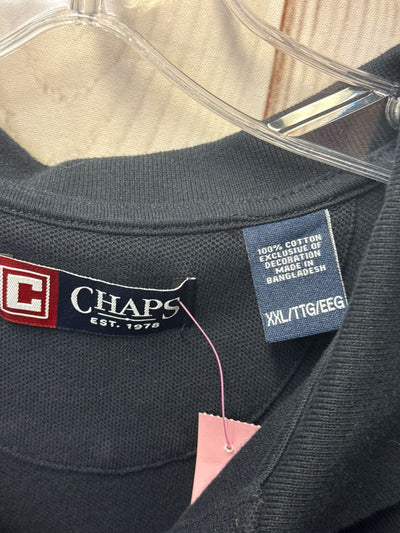 C
CHAPS
EST. 1978
100% COTTON
EXCLUSIVE OF
DECORATION
MADE IN
BANGLADESH
XXL/TTG/EEG